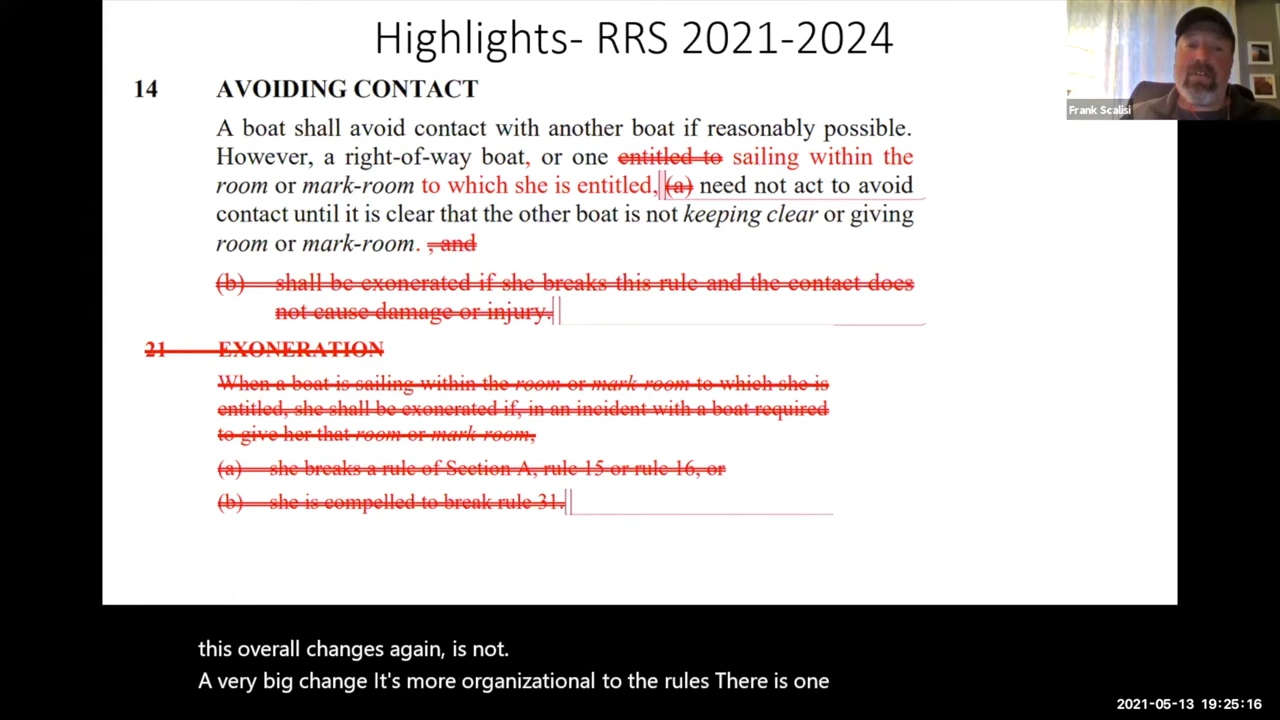 Highlights- RRS 2021-2024
Frank Scalisi
14 AVOIDING CONTACT
A boat shall avoid contact with another boat if reasonably possible.
However, a right-of-way boat, or one entitled to sailing within the
room or mark-room to which she is entitled, (a) need not act to avoid
contact until it is clear that the other boat is not keeping clear or giving
room or mark-room. , and
(b) shall be exonerated if she breaks this rule and the contact does
not cause damage or injury.
21 EXONERATION
When a boat is sailing within the room or mark-room to which she is
entitled, she shall be exonerated if, in an incident with a boat required
to give her that room or mark-room,
(a) she breaks a rule of Section A, rule 15 or rule 16, or
(b) she is compelled to break rule 31.
this overall changes again, is not.
A very big change It's more organizational to the rules There is one
2021-05-13 19:25:16